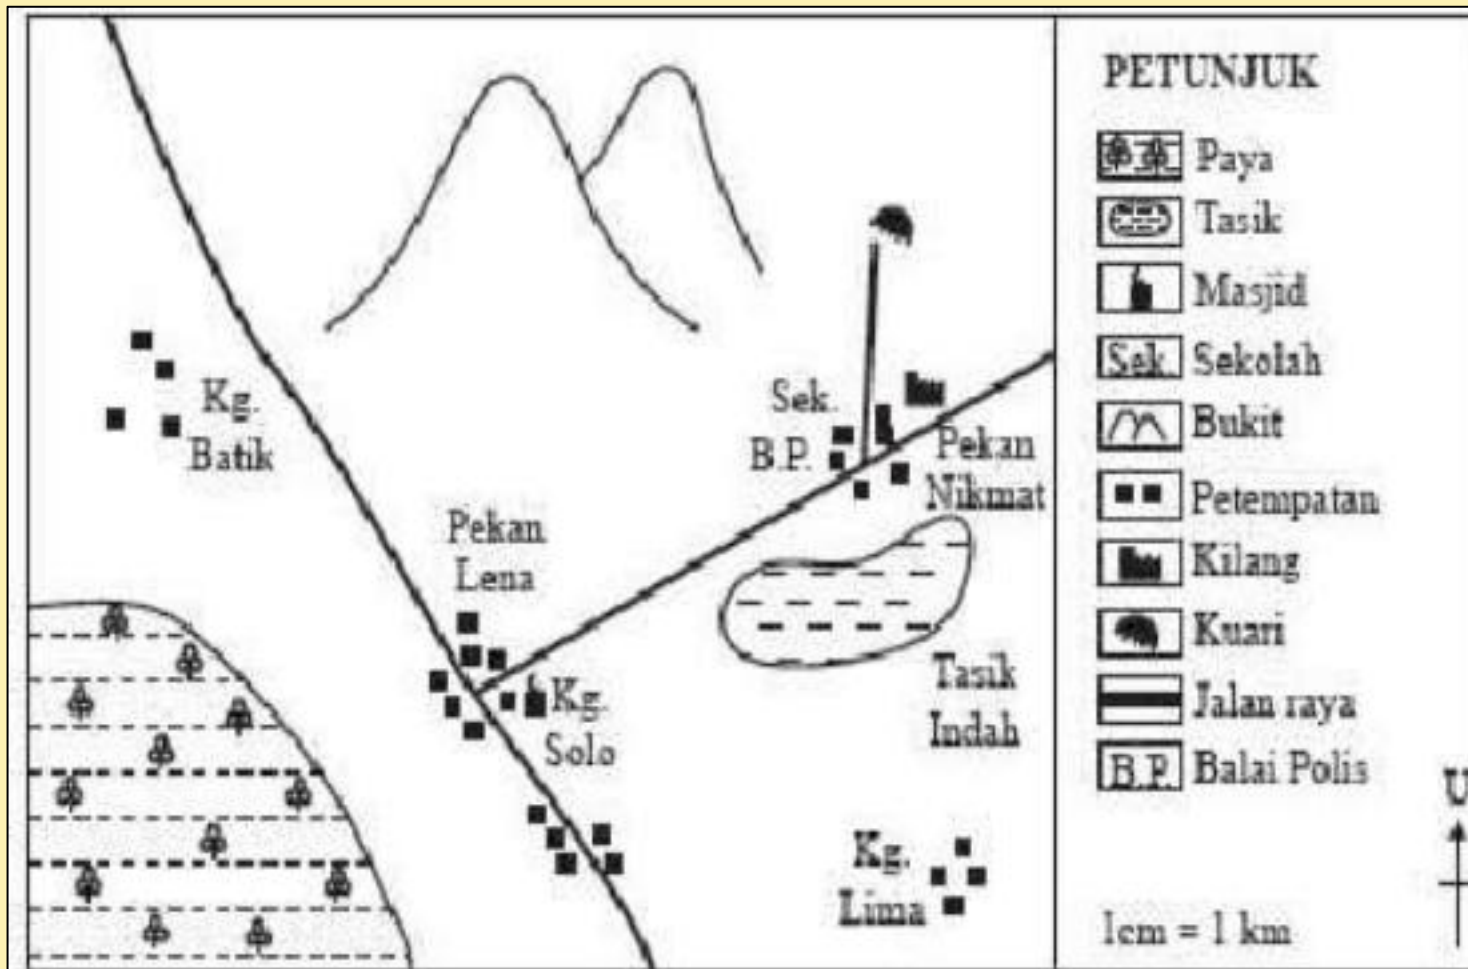 Kg.
Batik
Pekan
Lena
Kg.
Solo
Sek.
B.P.
Pekan
Nikmat
Tasik
Indah
Kg.
Lima
PETUNJUK
Paya
Tasik
Masjid
Sek. Sekolah
Bukit
Petempatan
Kilang
Kuari
Jalan raya
B.P. Balai Polis
U
1cm = 1 km